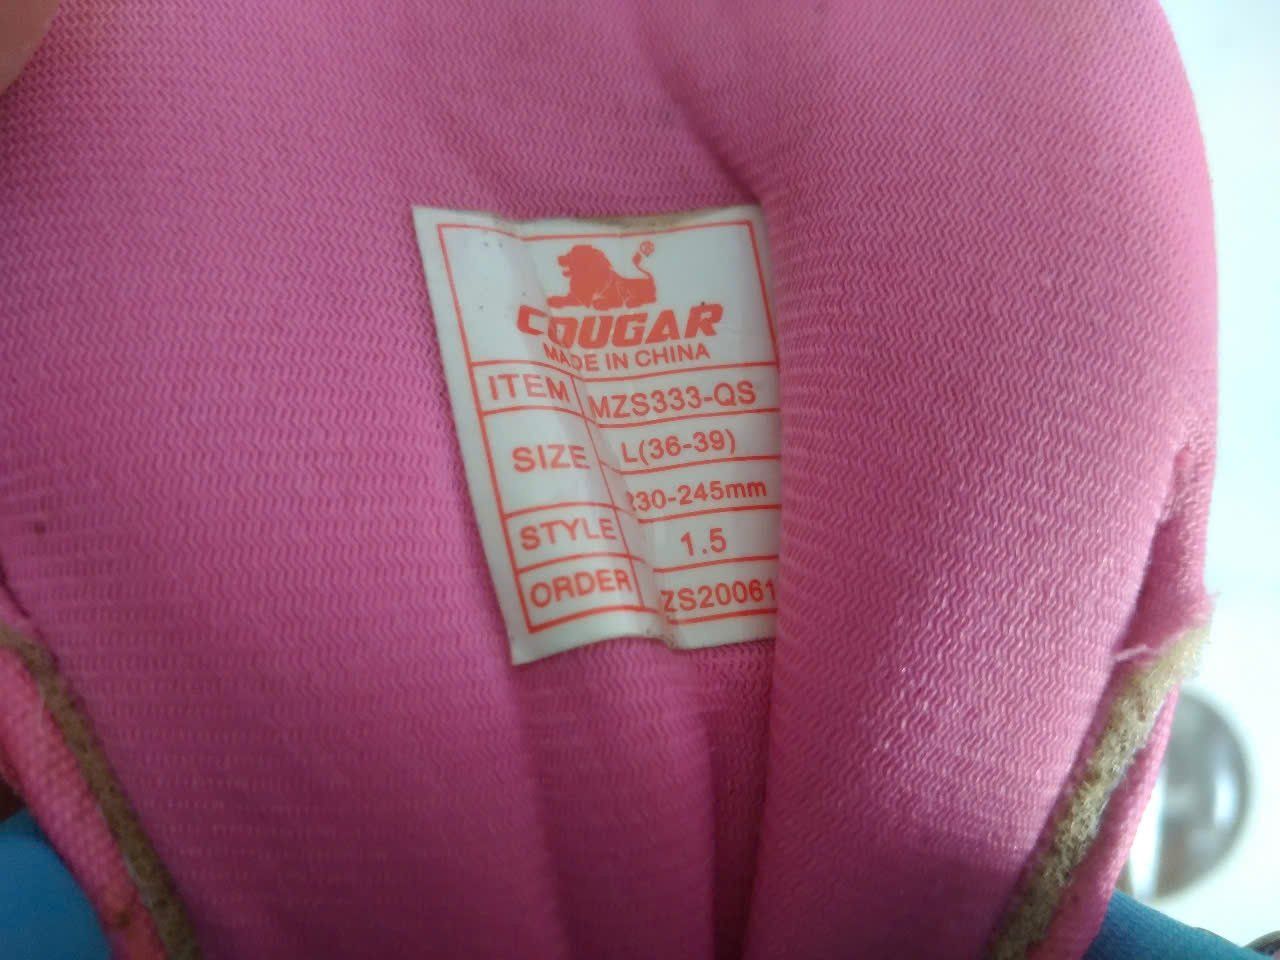 ®
COUGAR
MADE IN CHINA
ITEM MZS333-QS
SIZE L(36-39)
230-245mm
STYLE 1.5
ORDER ZS20061